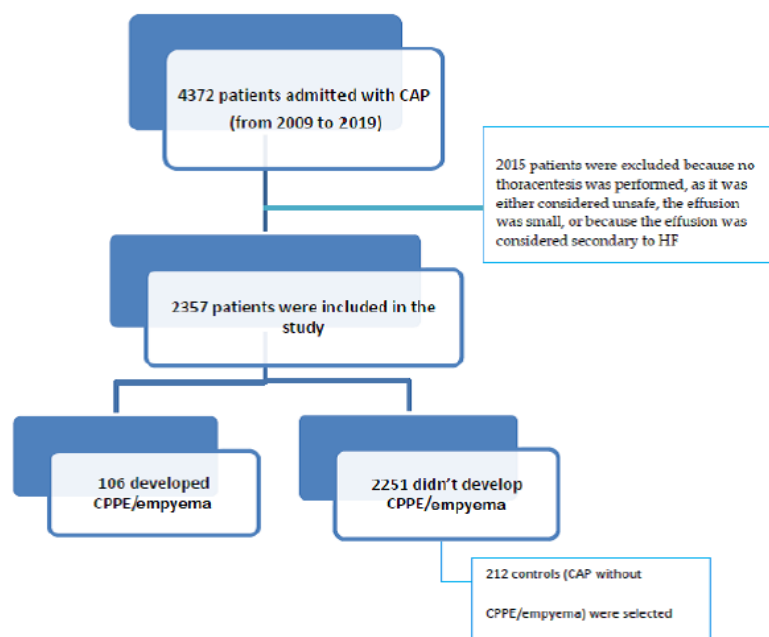 4372 patients admitted with CAP
(from 2009 to 2019)
2015 patients were excluded because no
thoracentesis was performed, as it was
either considered unsafe, the effusion
was small, or because the effusion was
considered secondary to HF
2357 patients were included in the
study
106 developed
CPPE/empyema
2251 didn't develop
CPPE/empyema
212 controls (CAP without
CPPE/empyema) were selected